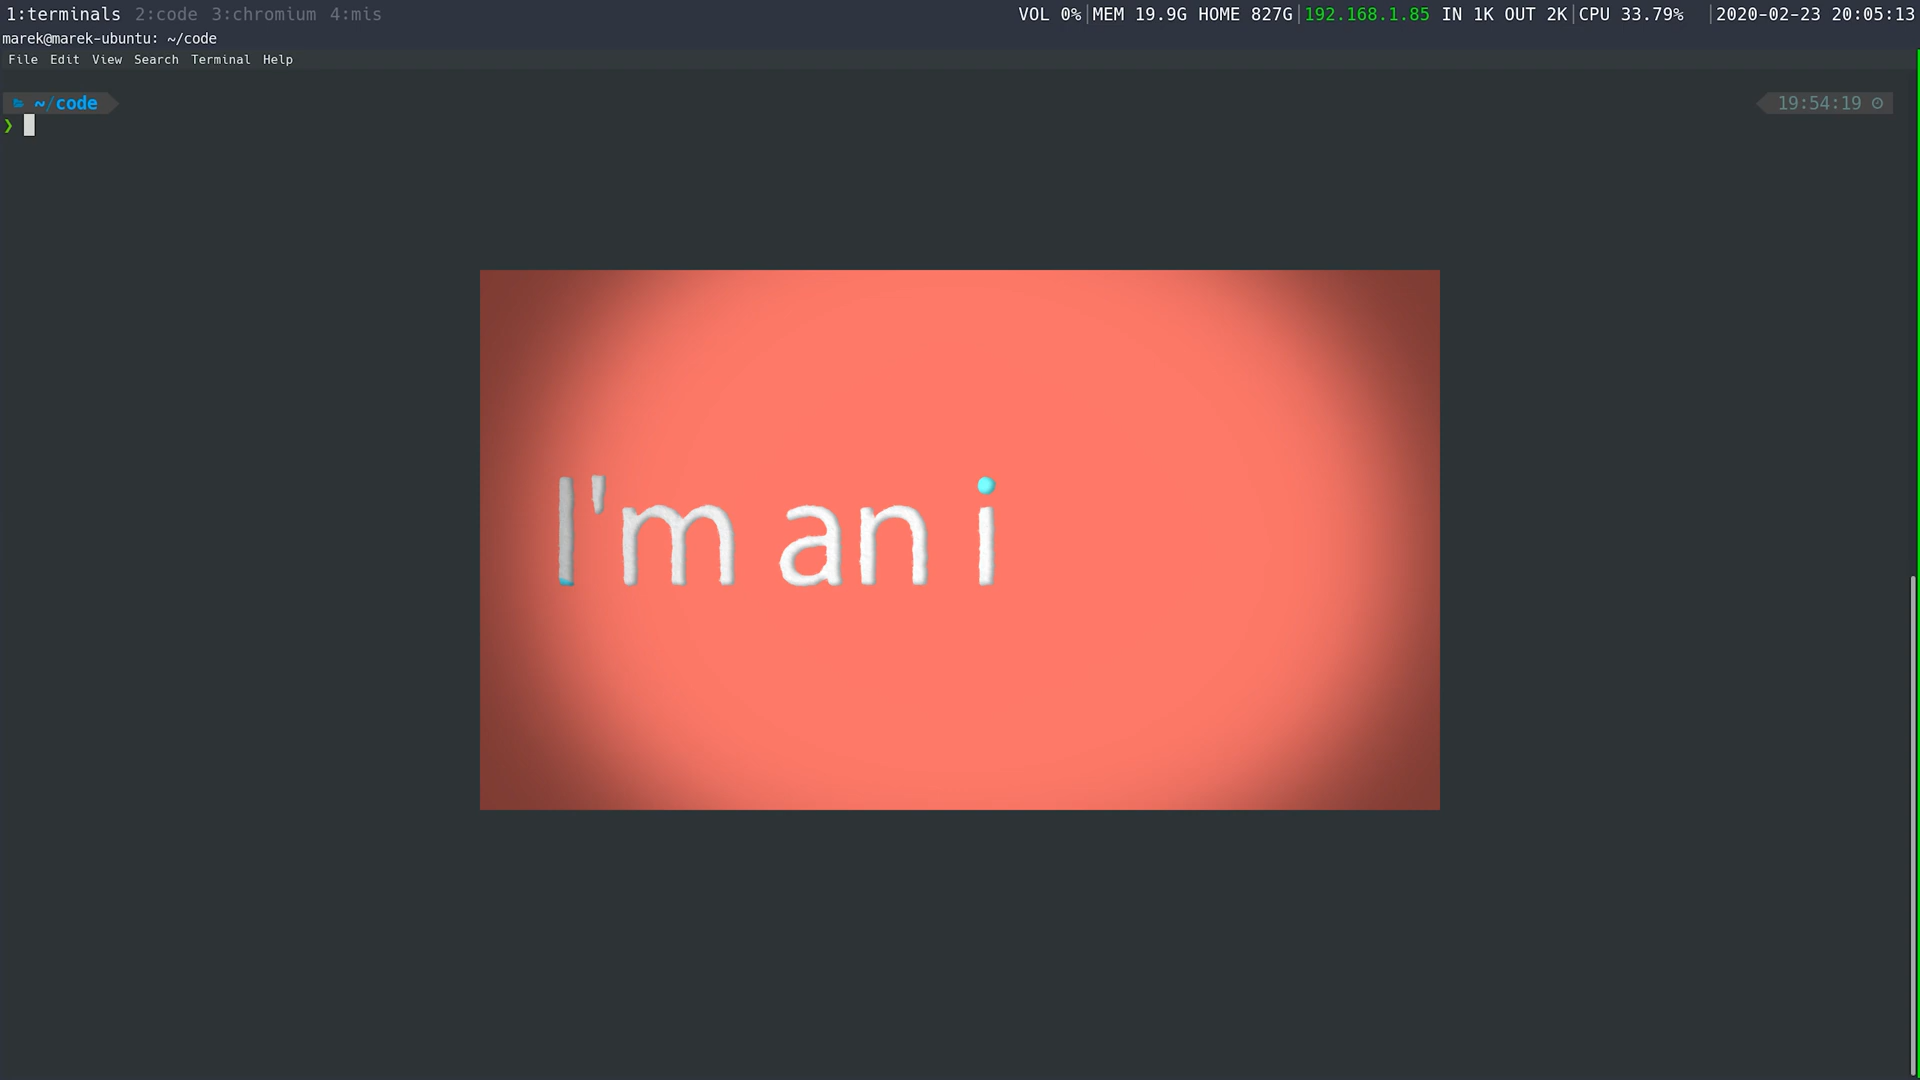 1:terminals 2:code 3:chromium 4:mis
VOL 0%|MEM 19.9G HOME 827G|192.168.1.85 IN 1K OUT 2K|CPU 33.79% |2020-02-23 20:05:13
marek@marek-ubuntu: ~/code
File Edit View Search Terminal Help
~/code
19:54:19
❯
I'm an i